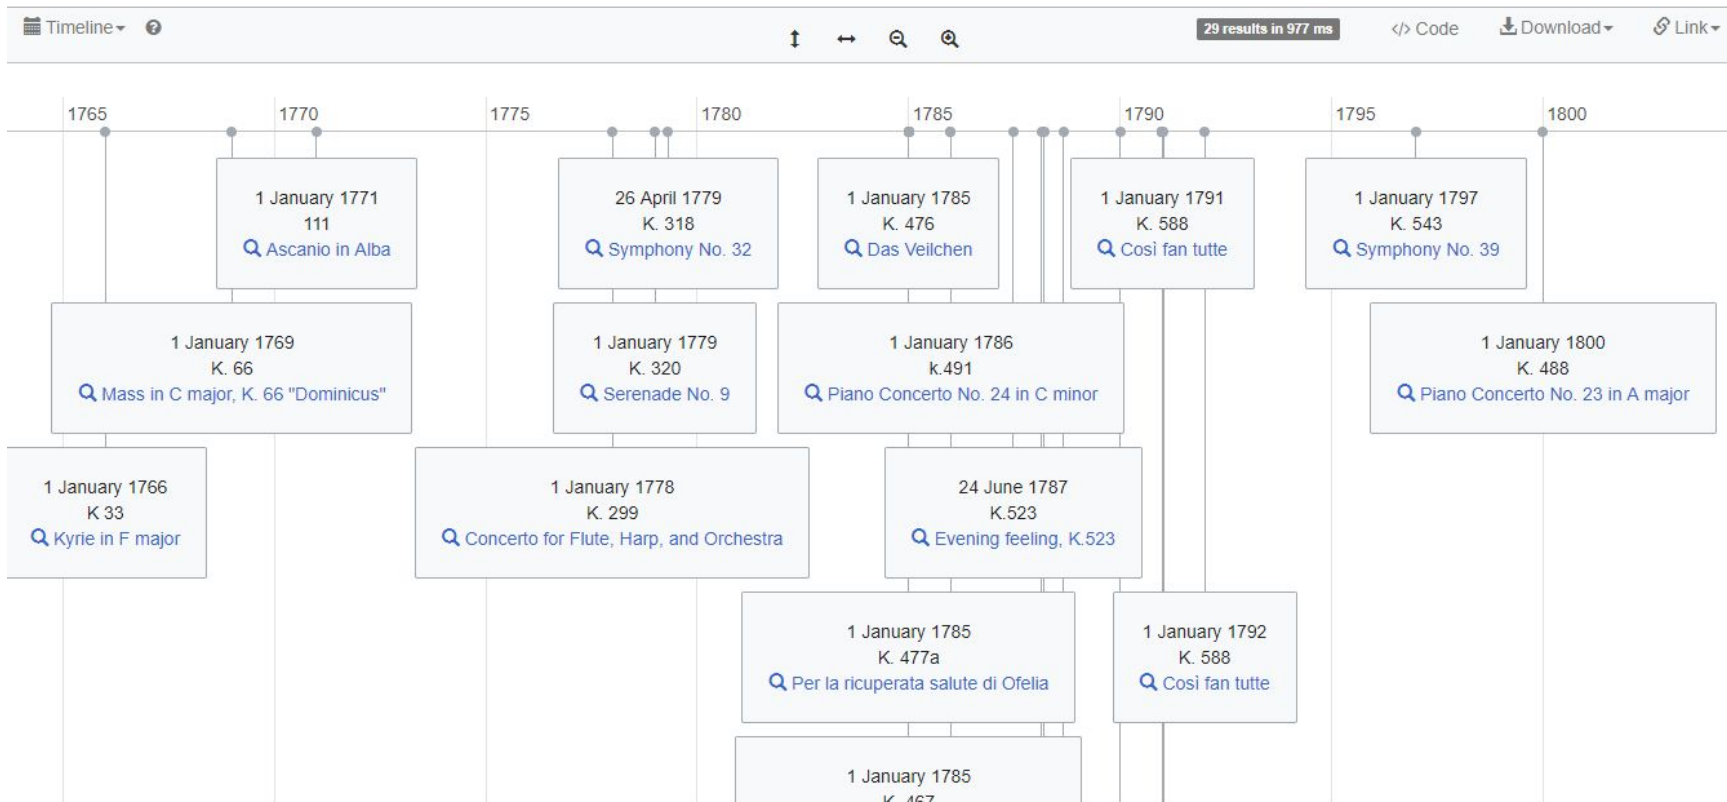 Timeline
29 results in 977 ms
</> Code
Download
Link
1765 1770 1775 1780 1785 1790 1795 1800
1 January 1771
111
Ascanio in Alba
26 April 1779
K. 318
Symphony No. 32
1 January 1785
K. 476
Das Veilchen
1 January 1791
K. 588
Così fan tutte
1 January 1797
K. 543
Symphony No. 39
1 January 1769
K. 66
Mass in C major, K. 66 "Dominicus"
1 January 1779
K. 320
Serenade No. 9
1 January 1786
k.491
Piano Concerto No. 24 in C minor
1 January 1800
K. 488
Piano Concerto No. 23 in A major
1 January 1766
K 33
Kyrie in F major
1 January 1778
K. 299
Concerto for Flute, Harp, and Orchestra
24 June 1787
K.523
Evening feeling, K.523
1 January 1785
K. 477a
Per la ricuperata salute di Ofelia
1 January 1792
K. 588
Così fan tutte
1 January 1785
K. 467